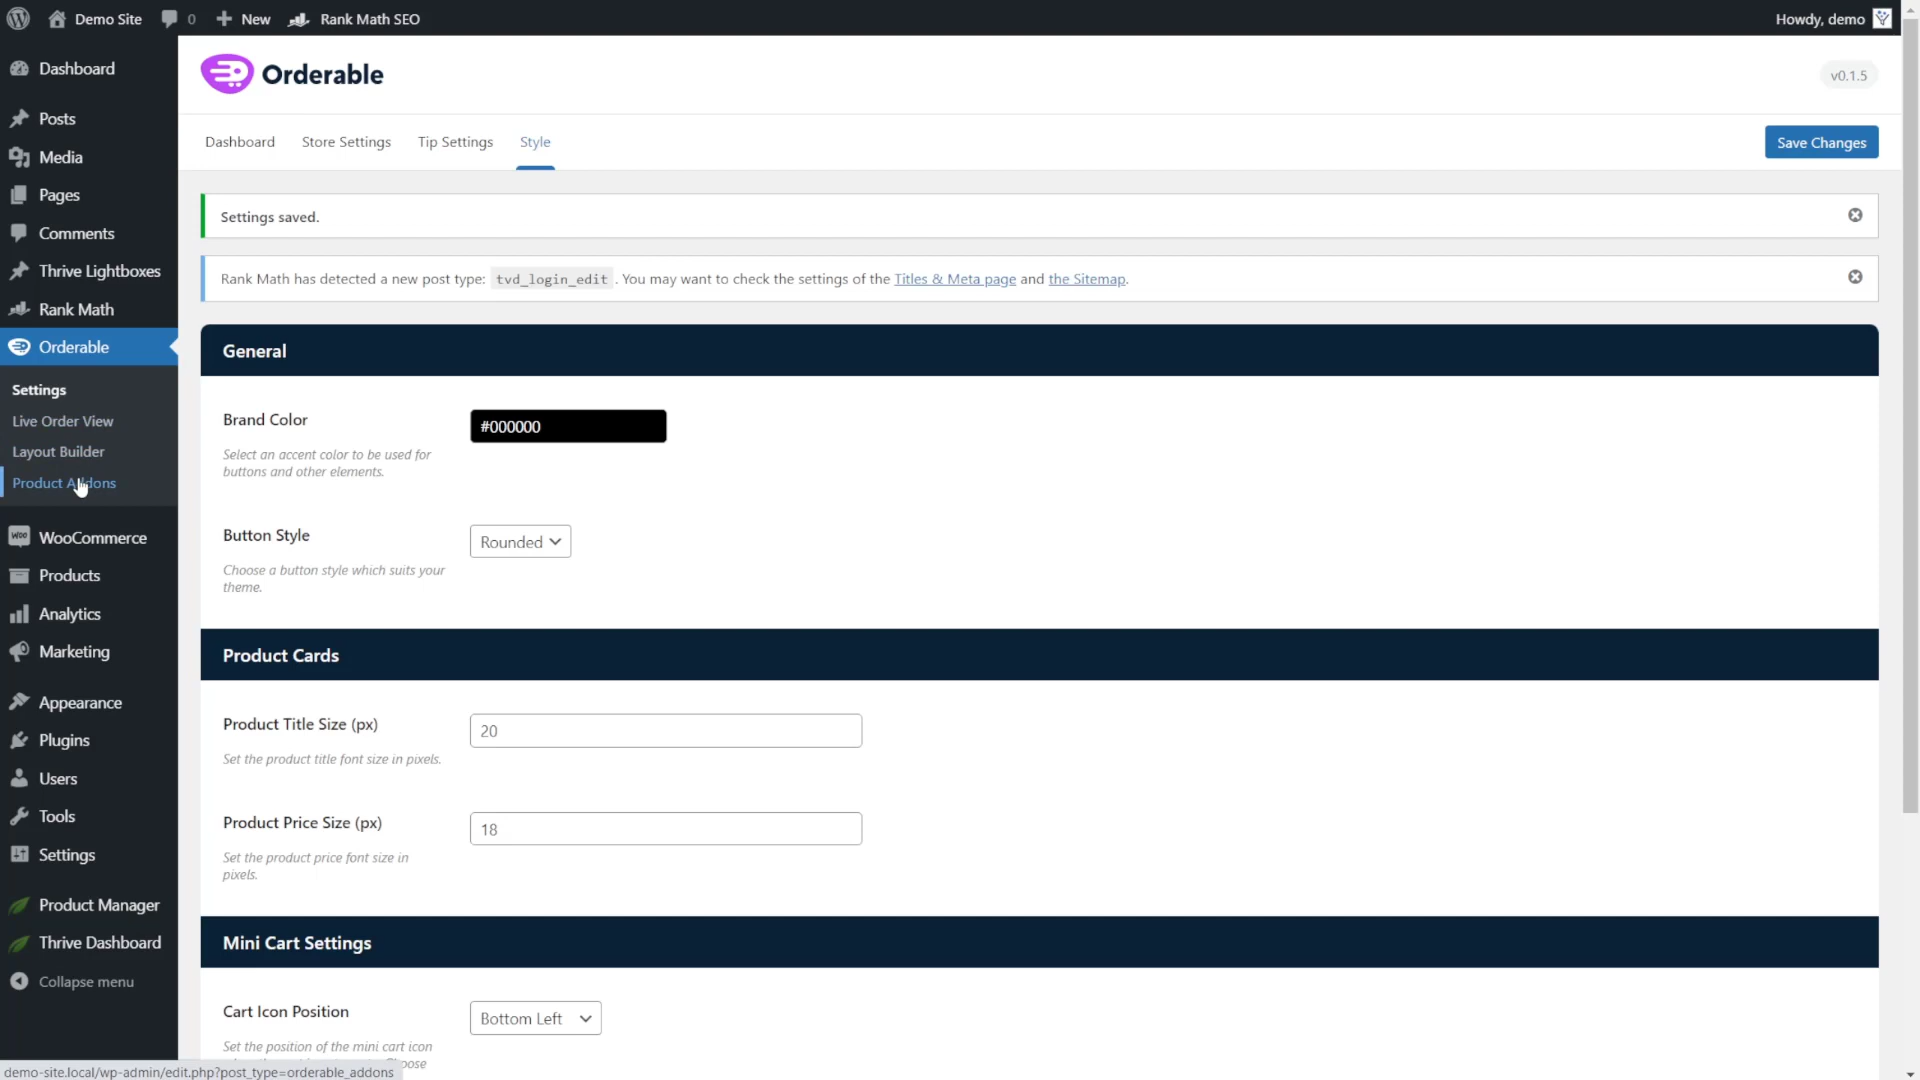 Demo Site
0
New
Rank Math SEO
Howdy, demo
Dashboard
Posts
Media
Pages
Comments
Thrive Lightboxes
Rank Math
Orderable
Settings
Live Order View
Layout Builder
Product Addons
WOO
WooCommerce
Products
Analytics
Marketing
Appearance
Plugins
Users
Tools
Settings
Product Manager
Thrive Dashboard
Collapse menu
Orderable
v0.1.5
Dashboard
Store Settings
Tip Settings
Style
Save Changes
Settings saved.
Rank Math has detected a new post type: tvd_login_edit . You may want to check the settings of the Titles & Meta page and the Sitemap.
General
Brand Color
#000000
Select an accent color to be used for
buttons and other elements.
Button Style
Rounded
Choose a button style which suits your
theme.
Product Cards
Product Title Size (px)
20
Set the product title font size in pixels.
Product Price Size (px)
18
Set the product price font size in
pixels.
Mini Cart Settings
Cart Icon Position
Bottom Left
Set the position of the mini cart icon
demo-site.local/wp-admin/edit.php?post_type=orderable_addons